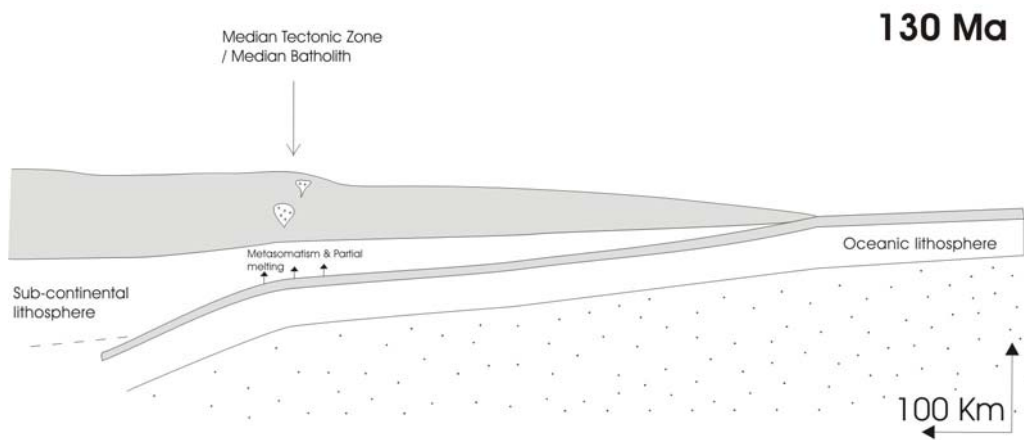 130 Ma
Median Tectonic Zone
/ Median Batholith
Metasomatism & Partial
melting
Oceanic lithosphere
Sub-continental
lithosphere
100 Km